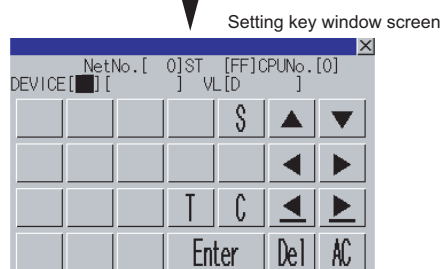 Setting key window screen
NetNo.[ 0]ST [FF]CPUNo.[0]
DEVICE[ ] [ ] VL[D ]
S
T C
Enter Del AC